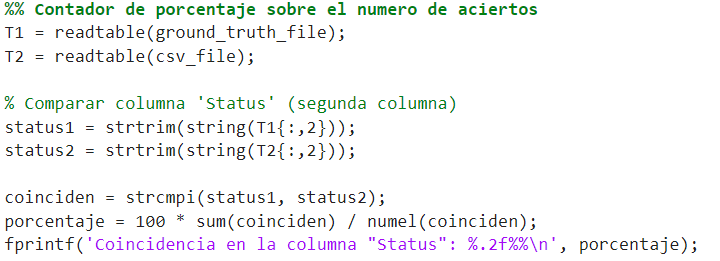 %% Contador de porcentaje sobre el numero de aciertos
T1 = readtable(ground_truth_file);
T2 = readtable(csv_file);
% Comparar columna 'Status' (segunda columna)
status1 = strtrim(string(T1{:,2}));
status2 = strtrim(string(T2{:,2}));
coinciden = strcmpi(status1, status2);
porcentaje = 100 * sum(coinciden) / numel(coinciden);
fprintf('Coincidencia en la columna "Status": %.2f%%\n', porcentaje);